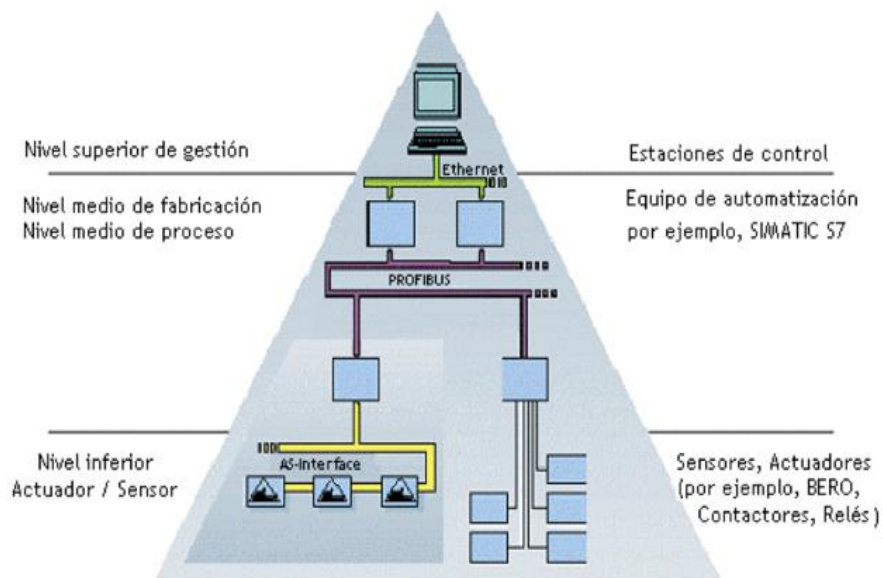 Nivel superior de gestión
Estaciones de control
Ethernet
Nivel medio de fabricación
Nivel medio de proceso
Equipo de automatización
por ejemplo, SIMATIC S7
PROFIBUS
Nivel inferior
Actuador / Sensor
AS-Interface
Sensores, Actuadores
(por ejemplo, BERO,
Contactores, Relés)